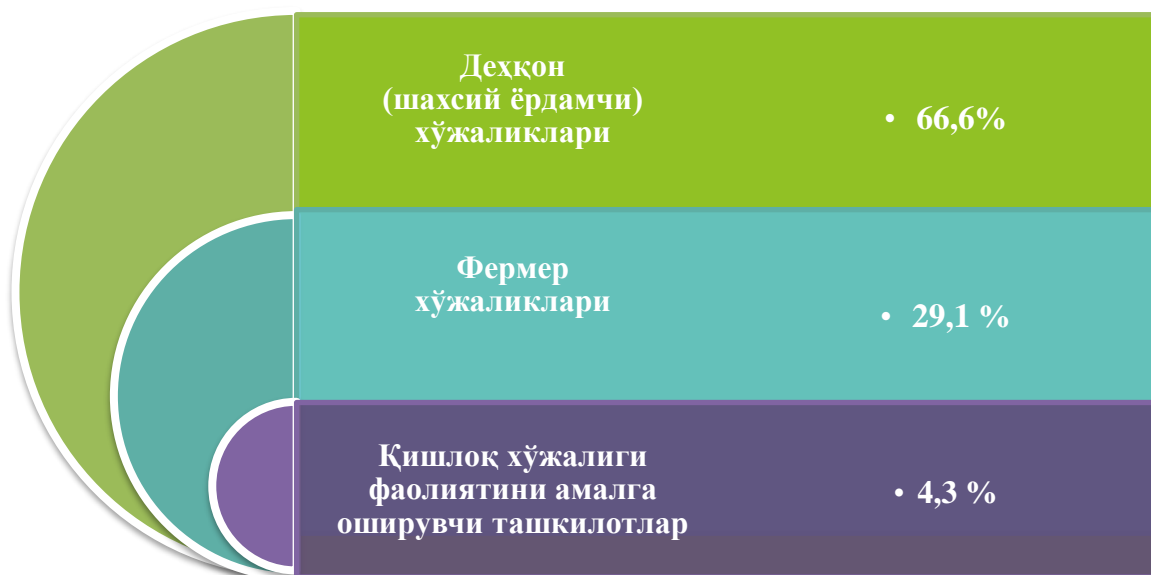 Деҳқон
(шахсий ёрдамчи)
хўжаликлари
• 66,6%
Фермер
хўжаликлари
• 29,1 %
Қишлоқ хўжалиги
фаолиятини амалга
оширувчи ташкилотлар
• 4,3 %